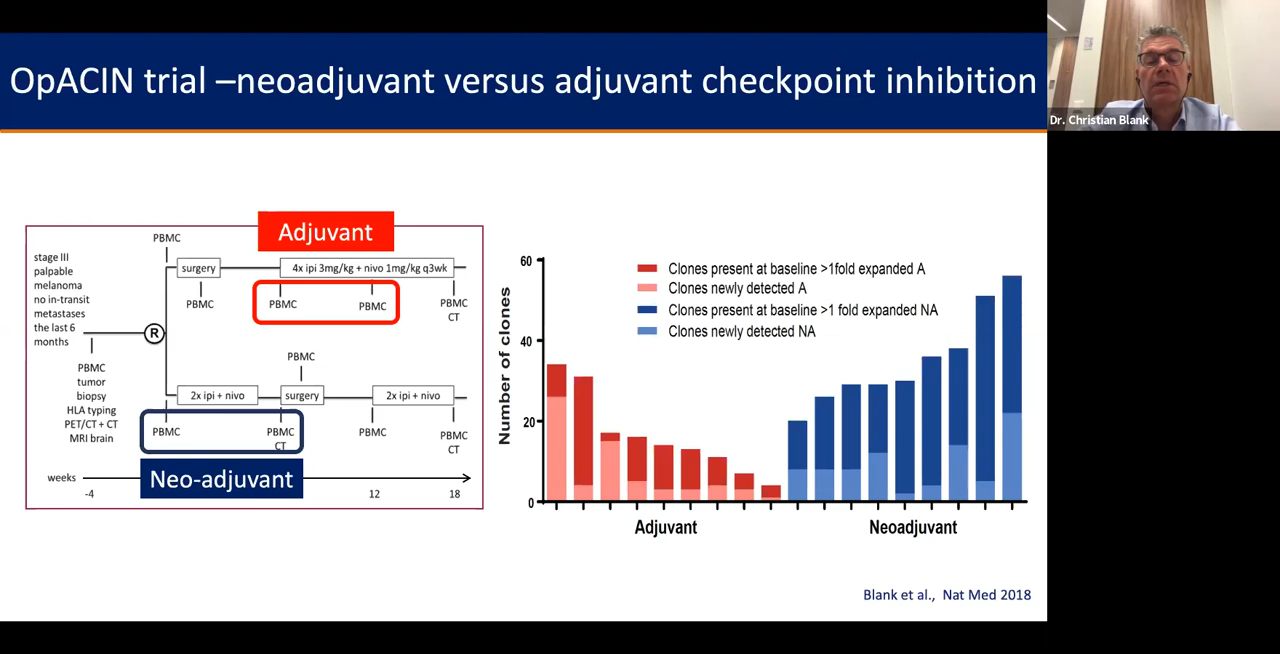 OpACIN trial –neoadjuvant versus adjuvant checkpoint inhibition
Dr. Christian Blank
Adjuvant
PBMC
stage III
palpable
melanoma
no in-transit
metastases
the last 6
months
surgery
4x ipi 3mg/kg + nivo 1mg/kg q3wk
PBMC
PBMC
PBMC
PBMC
CT
R
PBMC
tumor
biopsy
HLA typing
PET/CT + CT
MRI brain
PBMC
2x ipi + nivo
surgery
2x ipi + nivo
PBMC
PBMC
CT
PBMC
PBMC
CT
Neo-adjuvant
weeks
-4
12
18
Number of clones
60
40
20
0
Clones present at baseline >1fold expanded A
Clones newly detected A
Clones present at baseline >1 fold expanded NA
Clones newly detected NA
Adjuvant
Neoadjuvant
Blank et al., Nat Med 2018